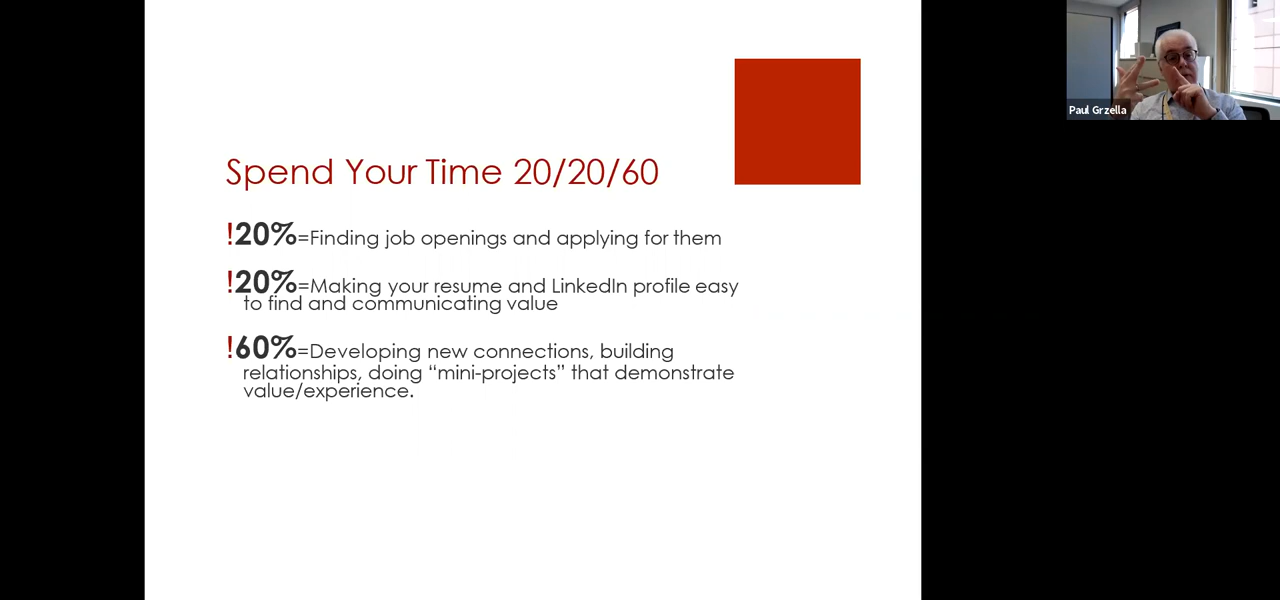 Spend Your Time 20/20/60
!20%=Finding job openings and applying for them
!20%=Making your resume and LinkedIn profile easy
to find and communicating value
!60%=Developing new connections, building
relationships, doing “mini-projects” that demonstrate
value/experience.
Paul Grzella